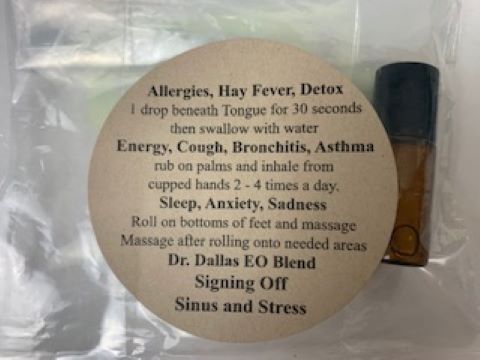 Allergies, Hay Fever, Detox
1 drop beneath Tongue for 30 seconds
then swallow with water
Energy, Cough, Bronchitis, Asthma
rub on palms and inhale from
cupped hands 2 - 4 times a day.
Sleep, Anxiety, Sadness
Roll on bottoms of feet and massage
Massage after rolling onto needed areas
Dr. Dallas EO Blend
Signing Off
Sinus and Stress